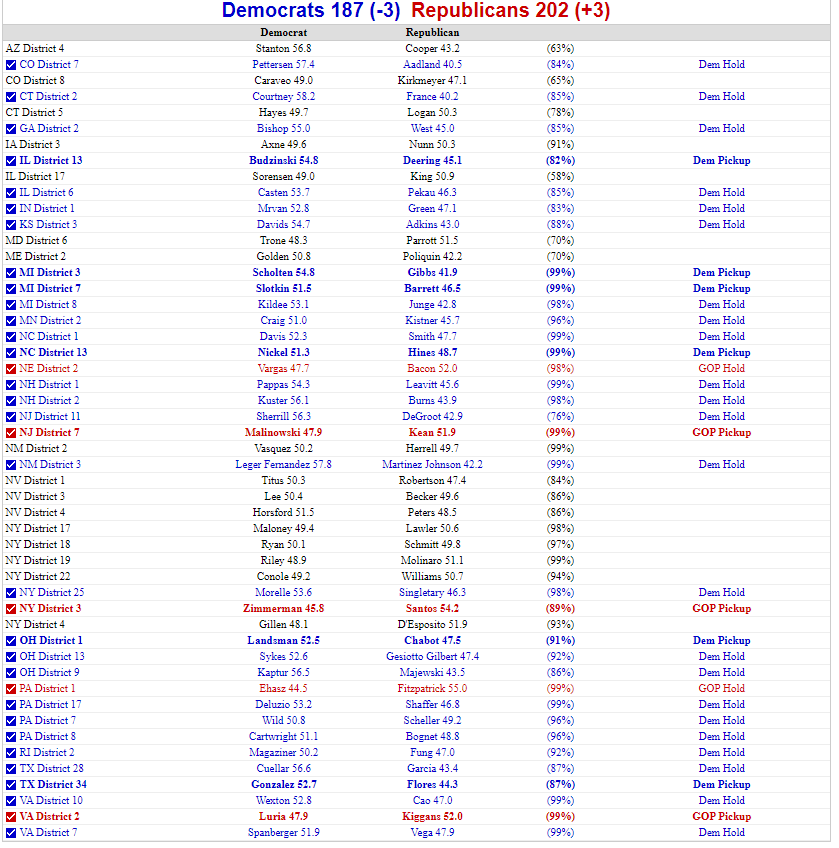 Democrats 187 (-3) Republicans 202 (+3)
Democrat Republican
AZ District 4 Stanton 56.8 Cooper 43.2 (63%)
CO District 7 Pettersen 57.4 Aadland 40.5 (84%) Dem Hold
CO District 8 Caraveo 49.0 Kirkmeyer 47.1 (65%)
CT District 2 Courtney 58.2 France 40.2 (85%) Dem Hold
CT District 5 Hayes 49.7 Logan 50.3 (78%)
GA District 2 Bishop 55.0 West 45.0 (85%) Dem Hold
IA District 3 Axne 49.6 Nunn 50.3 (91%)
IL District 13 Budzinski 54.8 Deering 45.1 (82%) Dem Pickup
IL District 17 Sorensen 49.0 King 50.9 (58%)
IL District 6 Casten 53.7 Pekau 46.3 (85%) Dem Hold
IN District 1 Mrvan 52.8 Green 47.1 (83%) Dem Hold
KS District 3 Davids 54.7 Adkins 43.0 (88%) Dem Hold
MD District 6 Trone 48.3 Parrott 51.5 (70%)
ME District 2 Golden 50.8 Poliquin 42.2 (70%)
MI District 3 Scholten 54.8 Gibbs 41.9 (99%) Dem Pickup
MI District 7 Slotkin 51.5 Barrett 46.5 (99%) Dem Pickup
MI District 8 Kildee 53.1 Junge 42.8 (98%) Dem Hold
MN District 2 Craig 51.0 Kistner 45.7 (96%) Dem Hold
NC District 1 Davis 52.3 Smith 47.7 (99%) Dem Hold
NC District 13 Nickel 51.3 Hines 48.7 (99%) Dem Pickup
NE District 2 Vargas 47.7 Bacon 52.0 (98%) GOP Hold
NH District 1 Pappas 54.3 Leavitt 45.6 (99%) Dem Hold
NH District 2 Kuster 56.1 Burns 43.9 (98%) Dem Hold
NJ District 11 Sherrill 56.3 DeGroot 42.9 (76%) Dem Hold
NJ District 7 Malinowski 47.9 Kean 51.9 (99%) GOP Pickup
NM District 2 Vasquez 50.2 Herrell 49.7 (99%)
NM District 3 Leger Fernandez 57.8 Martinez Johnson 42.2 (99%) Dem Hold
NV District 1 Titus 50.3 Robertson 47.4 (84%)
NV District 3 Lee 50.4 Becker 49.6 (86%)
NV District 4 Horsford 51.5 Peters 48.5 (86%)
NY District 17 Maloney 49.4 Lawler 50.6 (98%)
NY District 18 Ryan 50.1 Schmitt 49.8 (97%)
NY District 19 Riley 48.9 Molinaro 51.1 (99%)
NY District 22 Conole 49.2 Williams 50.7 (94%)
NY District 25 Morelle 53.6 Singletary 46.3 (98%) Dem Hold
NY District 3 Zimmerman 45.8 Santos 54.2 (89%) GOP Pickup
NY District 4 Gillen 48.1 D'Esposito 51.9 (93%)
OH District 1 Landsman 52.5 Chabot 47.5 (91%) Dem Pickup
OH District 13 Sykes 52.6 Gesiotto Gilbert 47.4 (92%) Dem Hold
OH District 9 Kaptur 56.5 Majewski 43.5 (86%) Dem Hold
PA District 1 Ehasz 44.5 Fitzpatrick 55.0 (99%) GOP Hold
PA District 17 Deluzio 53.2 Shaffer 46.8 (99%) Dem Hold
PA District 7 Wild 50.8 Scheller 49.2 (96%) Dem Hold
PA District 8 Cartwright 51.1 Bognet 48.8 (96%) Dem Hold
RI District 2 Magaziner 50.2 Fung 47.0 (92%) Dem Hold
TX District 28 Cuellar 56.6 Garcia 43.4 (87%) Dem Hold
TX District 34 Gonzalez 52.7 Flores 44.3 (87%) Dem Pickup
VA District 10 Wexton 52.8 Cao 47.0 (99%) Dem Hold
VA District 2 Luria 47.9 Kiggans 52.0 (99%) GOP Pickup
VA District 7 Spanberger 51.9 Vega 47.9 (99%) Dem Hold